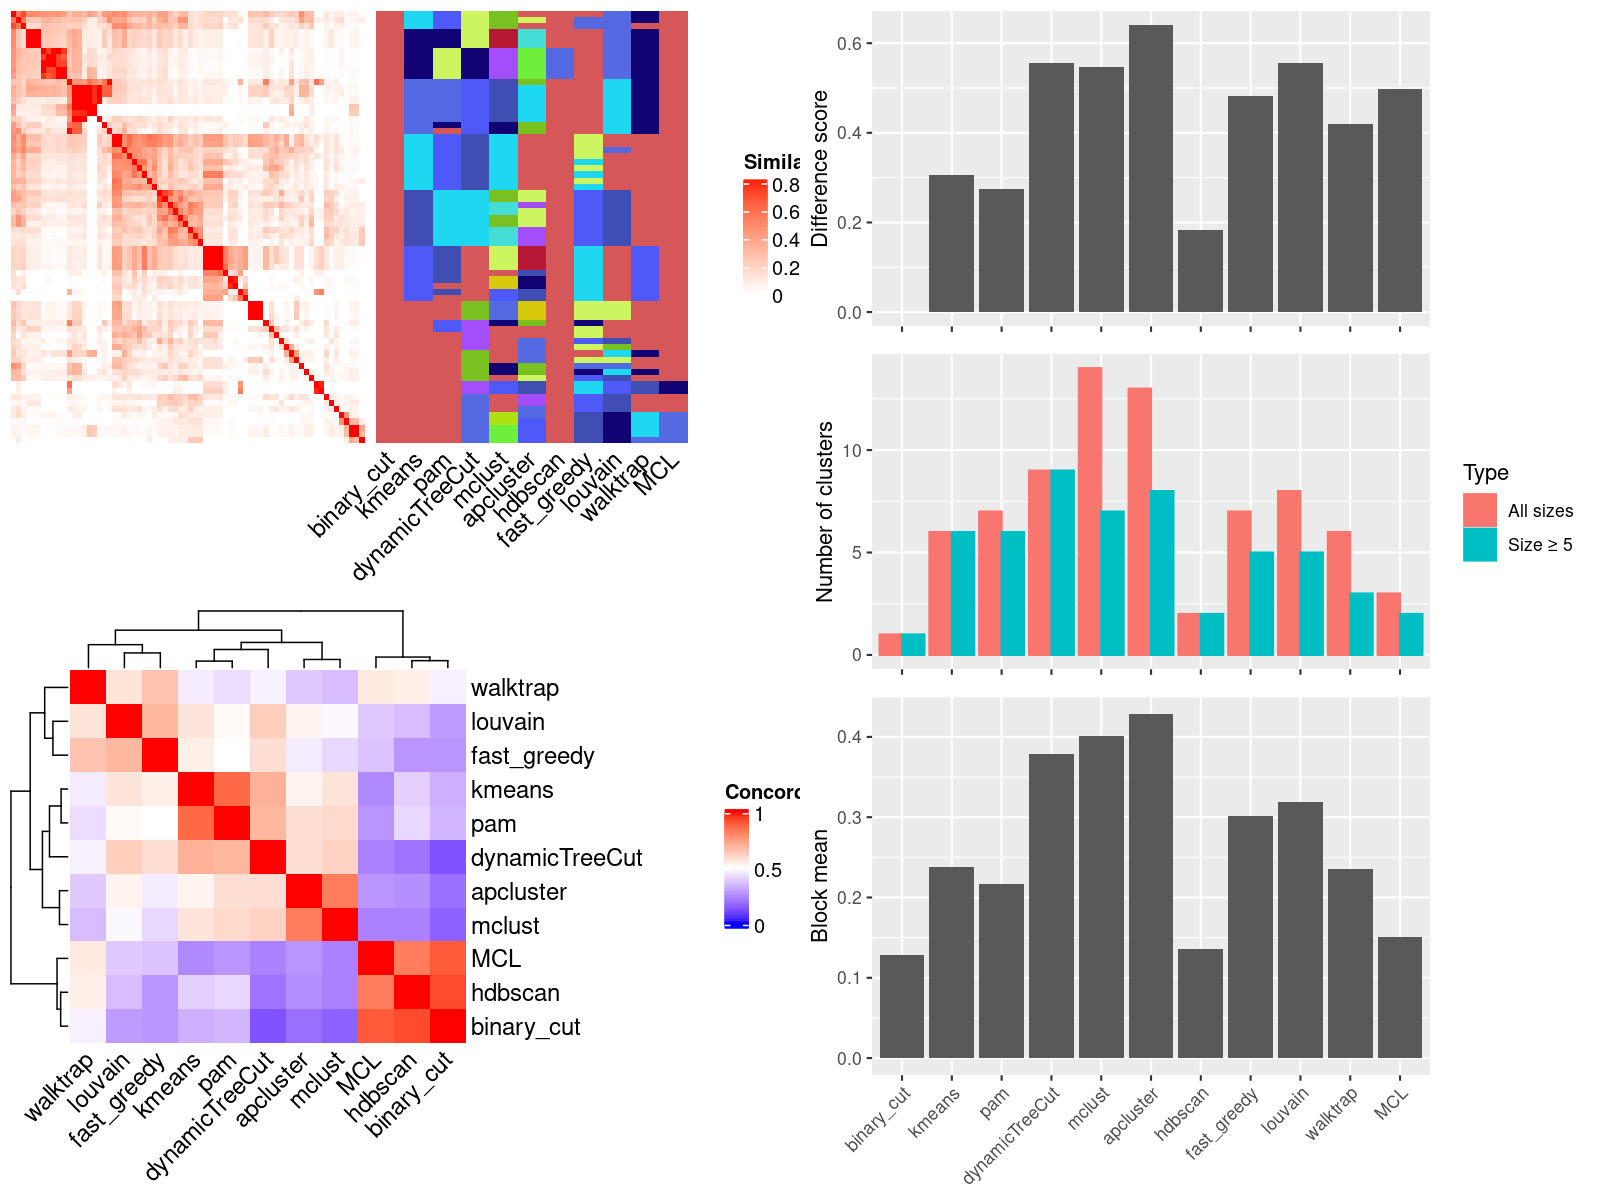 Simila
0.8
0.6
0.4
0.2
0
binary_cut
kmeans
pam
dynamicTreeCut
mclust
apcluster
hdbscan
fast_greedy
louvain
walktrap
MCL
Difference score
0.6
0.4
0.2
0.0
Number of clusters
10
5
0
Type
All sizes
Size ≥ 5
walktrap
louvain
fast_greedy
kmeans
pam
dynamicTreeCut
apcluster
mclust
MCL
hdbscan
binary_cut
walktrap
louvain
fast_greedy
kmeans
pam
dynamicTreeCut
apcluster
mclust
MCL
hdbscan
binary_cut
Concord
1
0.5
0
Block mean
0.4
0.3
0.2
0.1
0.0
binary_cut
kmeans
pam
dynamicTreeCut
mclust
apcluster
hdbscan
fast_greedy
louvain
walktrap
MCL